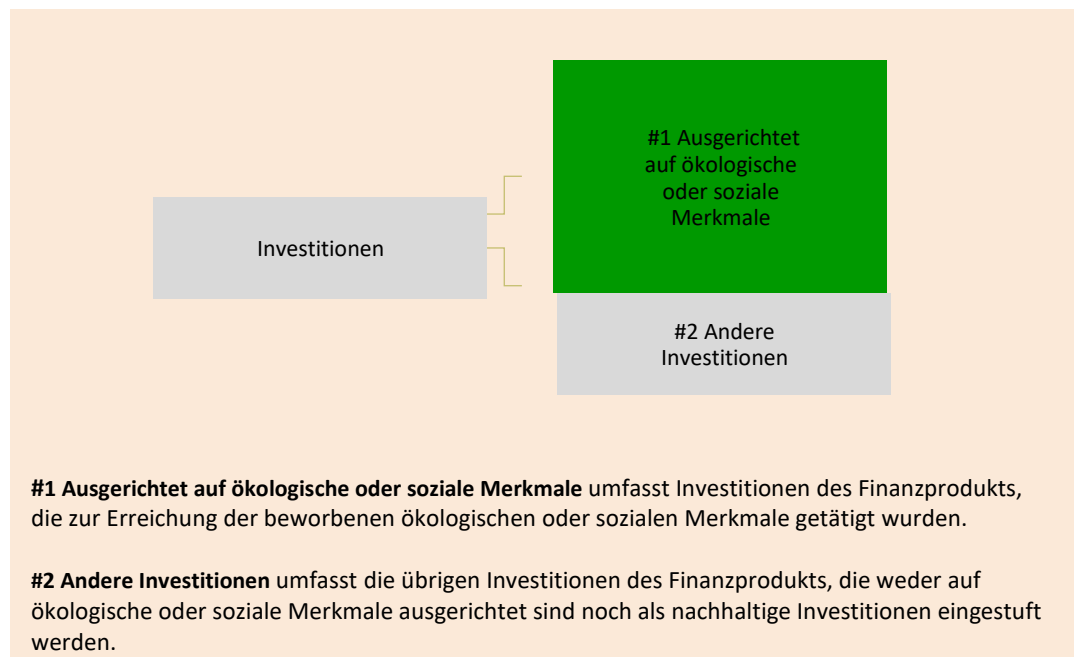 #1 Ausgerichtet
auf ökologische
oder soziale
Merkmale
Investitionen
#2 Andere
Investitionen
#1 Ausgerichtet auf ökologische oder soziale Merkmale umfasst Investitionen des Finanzprodukts,
die zur Erreichung der beworbenen ökologischen oder sozialen Merkmale getätigt wurden.
#2 Andere Investitionen umfasst die übrigen Investitionen des Finanzprodukts, die weder auf
ökologische oder soziale Merkmale ausgerichtet sind noch als nachhaltige Investitionen eingestuft
werden.